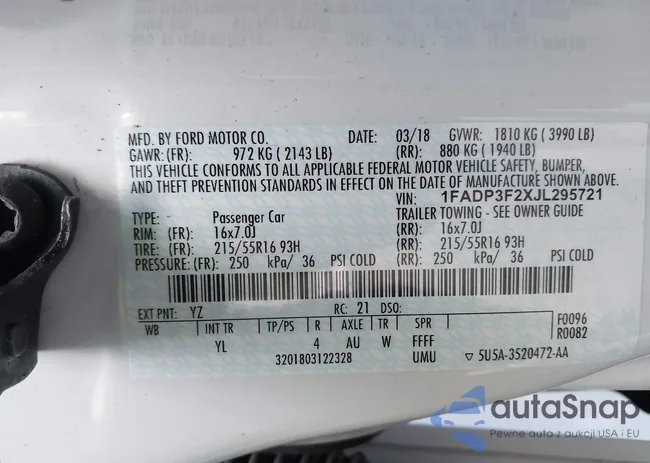 MFD. BY FORD MOTOR CO. DATE: 03/18 GVWR: 1810 KG ( 3990 LB)
GAWR: (FR): 972 KG ( 2143 LB) (RR): 880 KG ( 1940 LB)
THIS VEHICLE CONFORMS TO ALL APPLICABLE FEDERAL MOTOR VEHICLE SAFETY, BUMPER,
AND THEFT PREVENTION STANDARDS IN EFFECT ON THE DATE OF MANUFACTURE SHOWN ABOVE.
VIN: 1FADP3F2XJL295721
TYPE: - Passenger Car TRAILER TOWING - SEE OWNER GUIDE
RIM: (FR): 16x7.0J (RR): 16x7.0J
TIRE: (FR): 215/55R16 93H (RR): 215/55R16 93H
PRESSURE: (FR): 250 kPa/ 36 PSI COLD (RR): 250 kPa/ 36 PSI COLD
EXT PNT: YZ RC: 21 DSO: F0096
WB INT TR TP/PS R AXLE TR SPR R0082
YL 4 AU W FFFF
3201803122328 UMU ▽ 5U5A-3520472-AA
autoSnap
Pewne auta z aukcji USA i EU